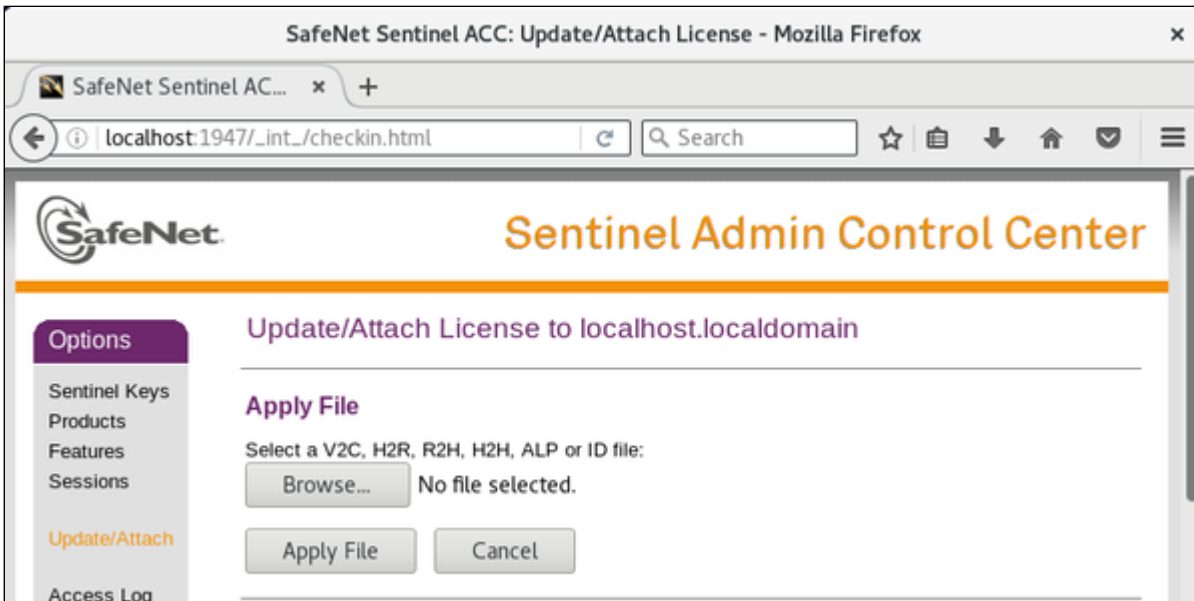 SafeNet Sentinel ACC: Update/Attach License - Mozilla Firefox
SafeNet Sentinel AC...
localhost:1947/_int_/checkin.html
Search
SafeNet.
Sentinel Admin Control Center
Options
Sentinel Keys
Products
Features
Sessions
Update/Attach
Access Log
Update/Attach License to localhost.localdomain
Apply File
Select a V2C, H2R, R2H, H2H, ALP or ID file:
Browse... No file selected.
Apply File Cancel